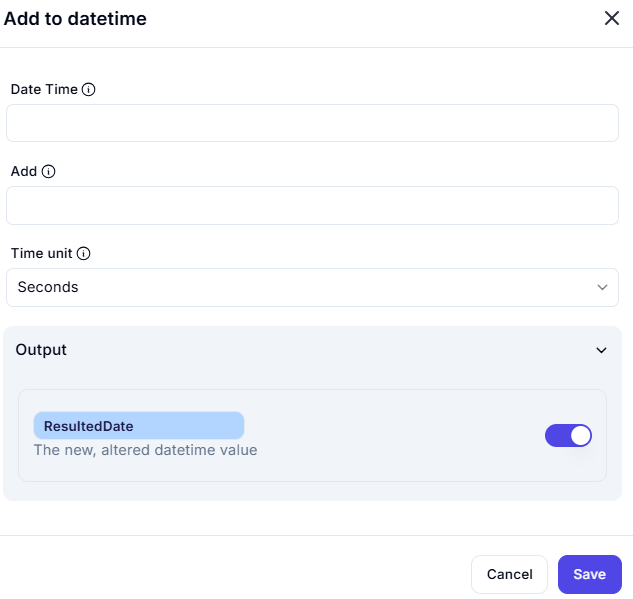 Add to datetime
Date Time
Add
Time unit
Seconds
Output
ResultedDate
The new, altered datetime value
Cancel
Save